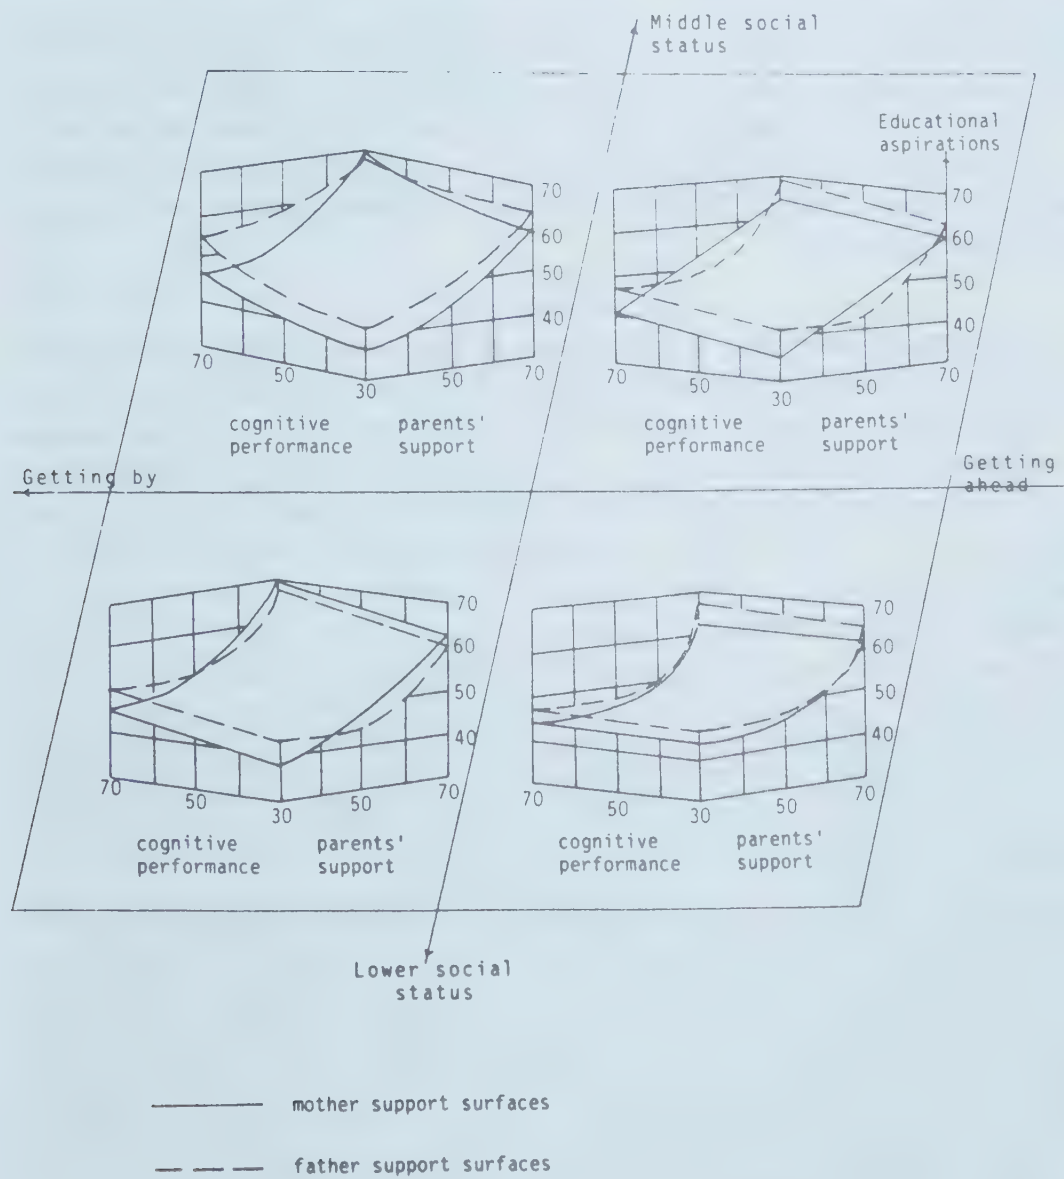 Middle social
status
Educational
aspirations
70
60
50
40
70
50
30
50
70
cognitive
performance
parents'
support
70
60
50
40
70
50
30
50
70
cognitive
performance
parents'
support
Getting by
Getting
ahead
70
60
50
40
70
50
30
50
70
cognitive
performance
parents'
support
70
60
50
40
70
50
30
50
70
cognitive
performance
parents'
support
Lower social
status
mother support surfaces
father support surfaces